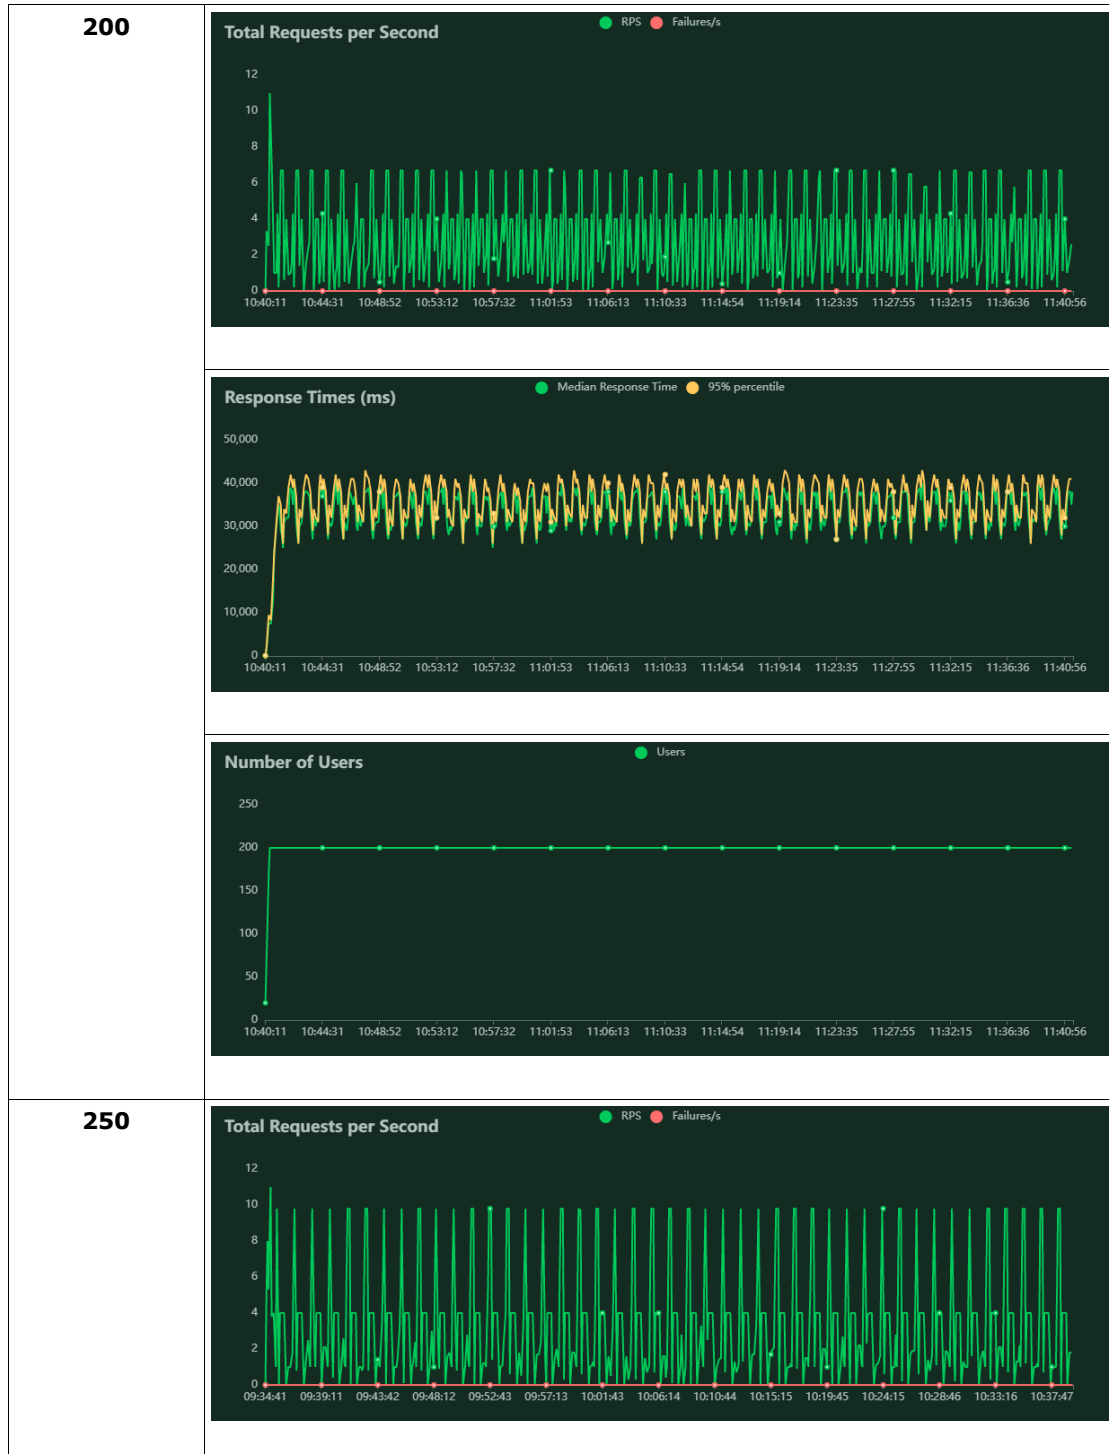 200
Total Requests per Second
RPS Failures/s
12
10
8
6
4
2
0
10:40:11 10:44:31 10:48:52 10:53:12 10:57:32 11:01:53 11:06:13 11:10:33 11:14:54 11:19:14 11:23:35 11:27:55 11:32:15 11:36:36 11:40:56
Response Times (ms)
Median Response Time 95% percentile
50,000
40,000
30,000
20,000
10,000
0
10:40:11 10:44:31 10:48:52 10:53:12 10:57:32 11:01:53 11:06:13 11:10:33 11:14:54 11:19:14 11:23:35 11:27:55 11:32:15 11:36:36 11:40:56
Number of Users
Users
250
200
150
100
50
0
10:40:11 10:44:31 10:48:52 10:53:12 10:57:32 11:01:53 11:06:13 11:10:33 11:14:54 11:19:14 11:23:35 11:27:55 11:32:15 11:36:36 11:40:56
250
Total Requests per Second
RPS Failures/s
12
10
8
6
4
2
0
09:34:41 09:39:11 09:43:42 09:48:12 09:52:43 09:57:13 10:01:43 10:06:14 10:10:44 10:15:15 10:19:45 10:24:15 10:28:46 10:33:16 10:37:47